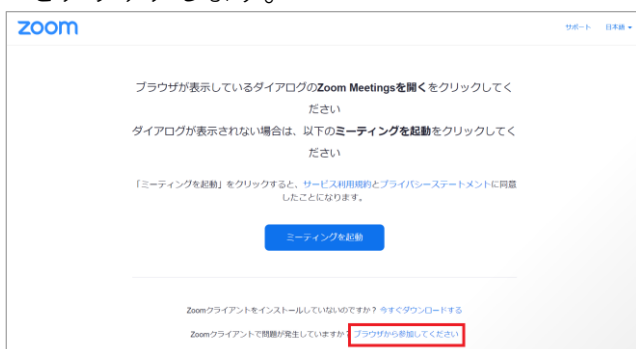 zoom
サポート 日本語
ブラウザが表示しているダイアログのZoom Meetingsを開くをクリックしてく
ださい
ダイアログが表示されない場合は、以下のミーティングを起動をクリックしてく
ださい
「ミーティングを起動」をクリックすると、サービス利用規約とプライバシーステートメントに同意
したことになります。
ミーティングを起動
Zoomクライアントをインストールしていないのですか？ 今すぐダウンロードする
Zoomクライアントで問題が発生していますか？ ブラウザから参加してください